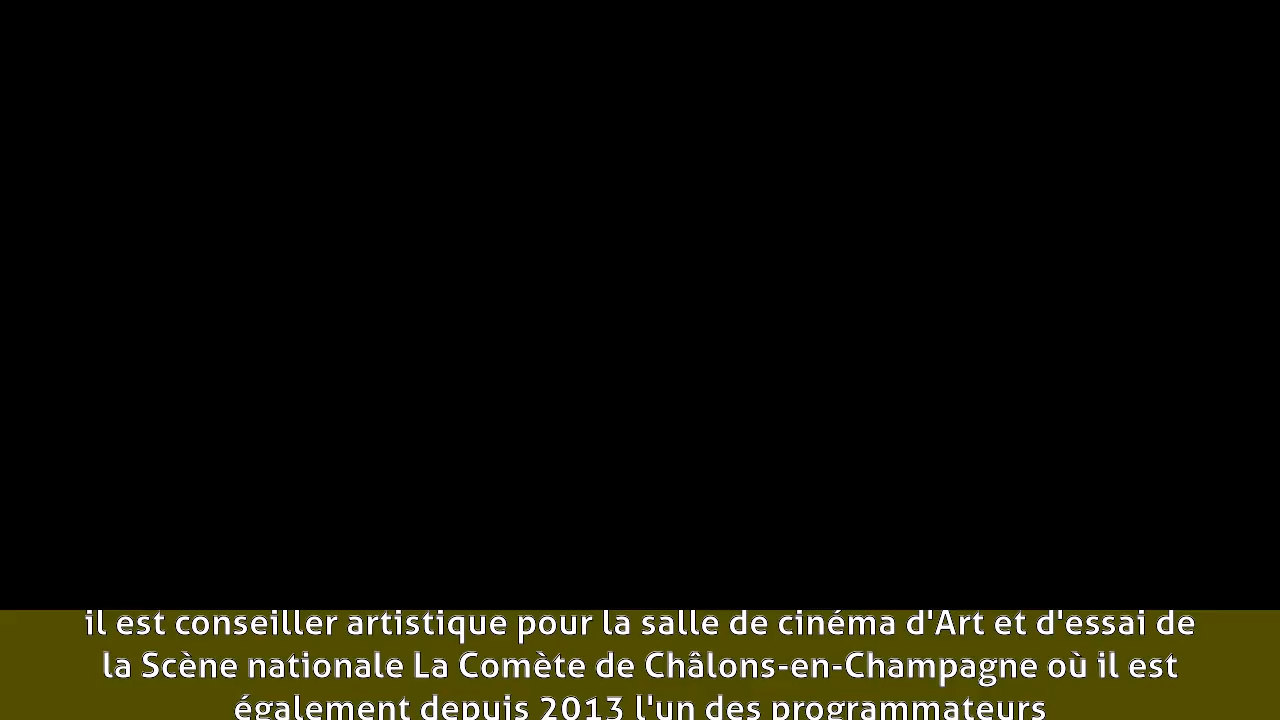 il est conseiller artistique pour la salle de cinéma d'Art et d'essai de
la Scène nationale La Comète de Châlons-en-Champagne où il est
également depuis 2013 l'un des programmateurs